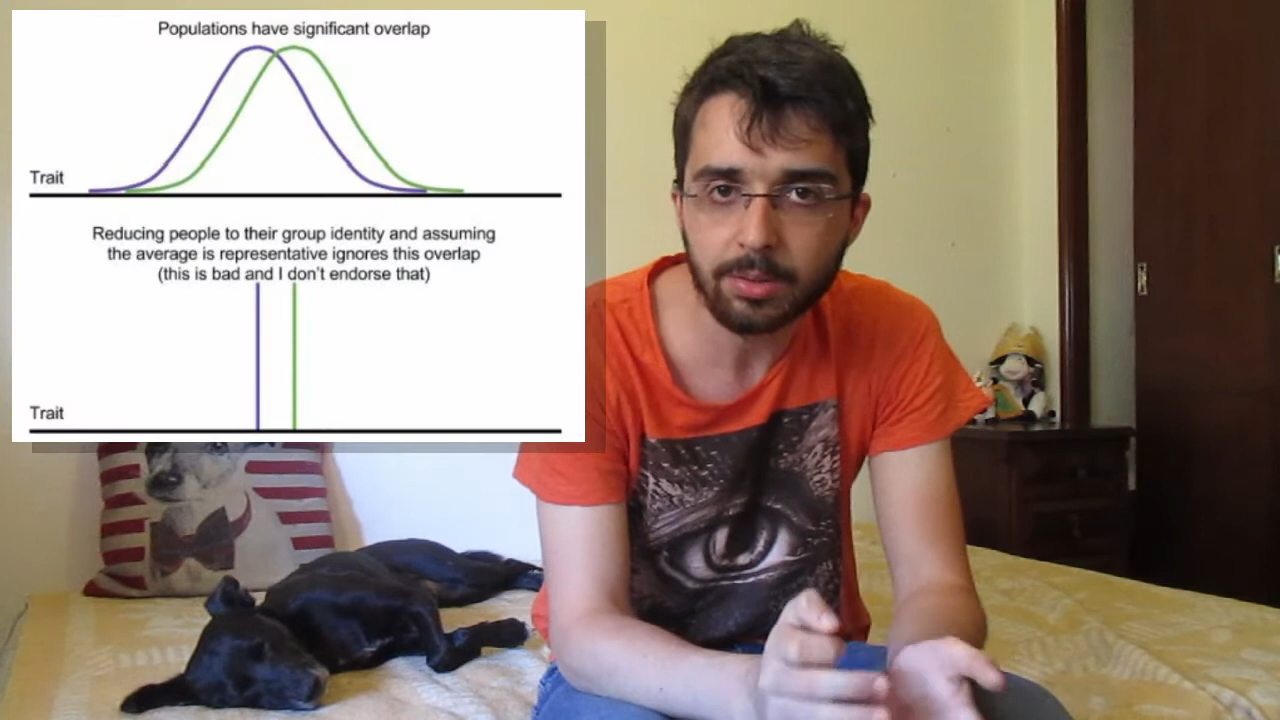 Populations have significant overlap
Trait
Reducing people to their group identity and assuming
the average is representative ignores this overlap
(this is bad and I don't endorse that)
Trait